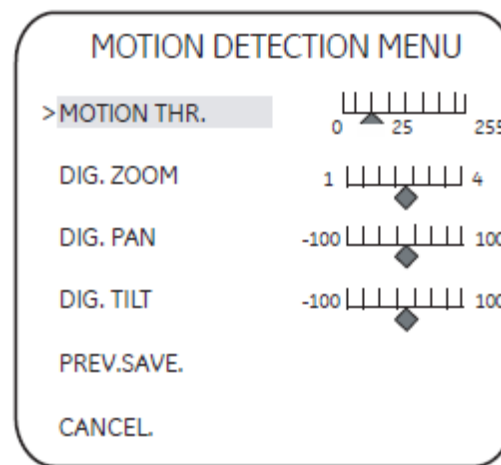 MOTION DETECTION MENU
>MOTION THR.
0 25 255
DIG. ZOOM 1 4
DIG. PAN -100 100
DIG. TILT -100 100
PREV.SAVE.
CANCEL.